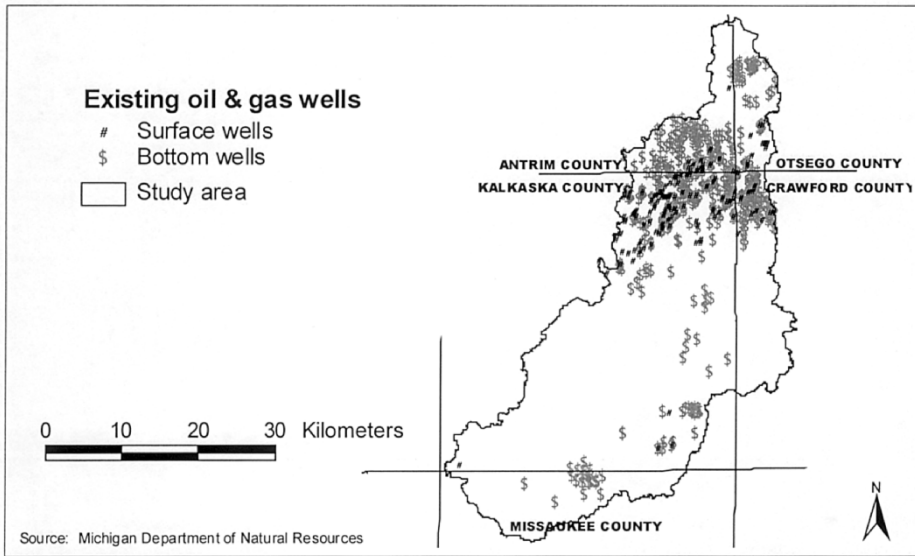 Existing oil & gas wells
# Surface wells
$ Bottom wells
Study area
ANTRIM COUNTY
OTSEGO COUNTY
KALKASKA COUNTY
CRAWFORD COUNTY
0 10 20 30 Kilometers
MISSAUKEE COUNTY
N
Source: Michigan Department of Natural Resources